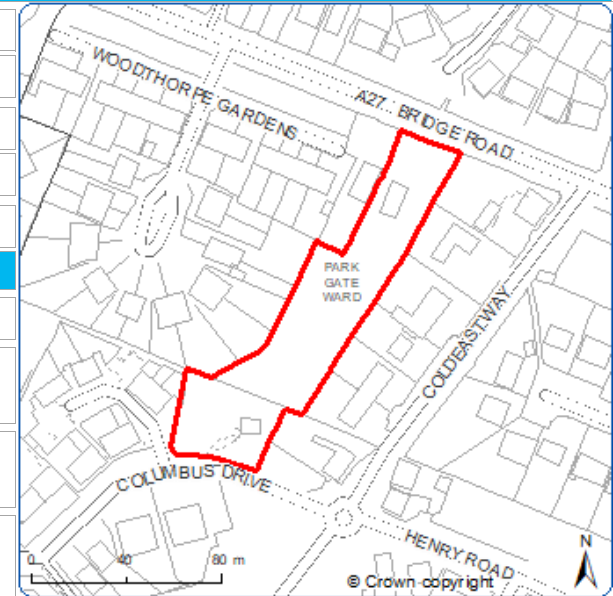 WOODTHORPE GARDENS
A27 BRIDGE ROAD
PARK
GATE
WARD
COLDEAST WAY
COLUMBUS DRIVE
HENRY ROAD
N
0 40 80 m
© Crown copyright